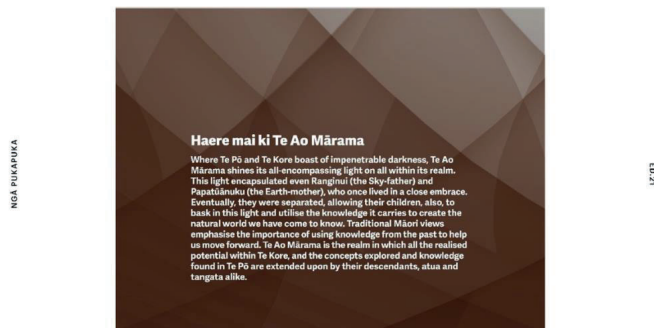 NGĀ PUKAPUKA
Haere mai ki Te Ao Mārama
Where Te Pō and Te Kore boast of impenetrable darkness, Te Ao
Mārama shines its all-encompassing light on all within its realm.
This light encapsulated even Ranginui (the Sky-father) and
Papatūānuku (the Earth-mother), who once lived in a close embrace.
Eventually, they were separated, allowing their children, also, to
bask in this light and utilise the knowledge it carries to create the
natural world we have come to know. Traditional Māori views
emphasise the importance of using knowledge from the past to help
us move forward. Te Ao Mārama is the realm in which all the realised
potential within Te Kore, and the concepts explored and knowledge
found in Te Pō are extended upon by their descendants, atua and
tangata alike.